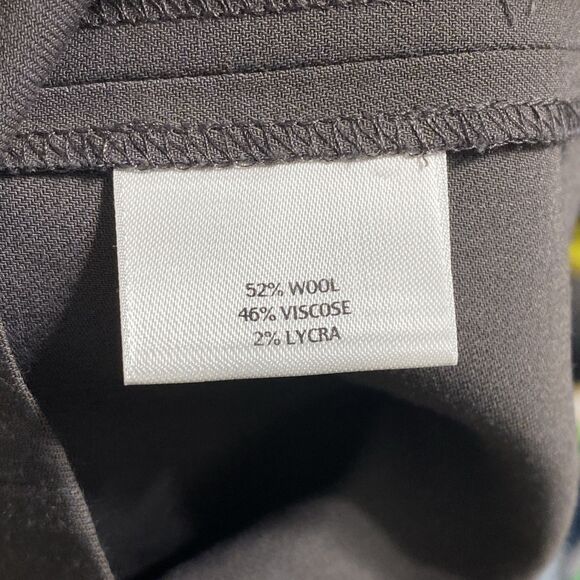 52% WOOL
46% VISCOSE
2% LYCRA